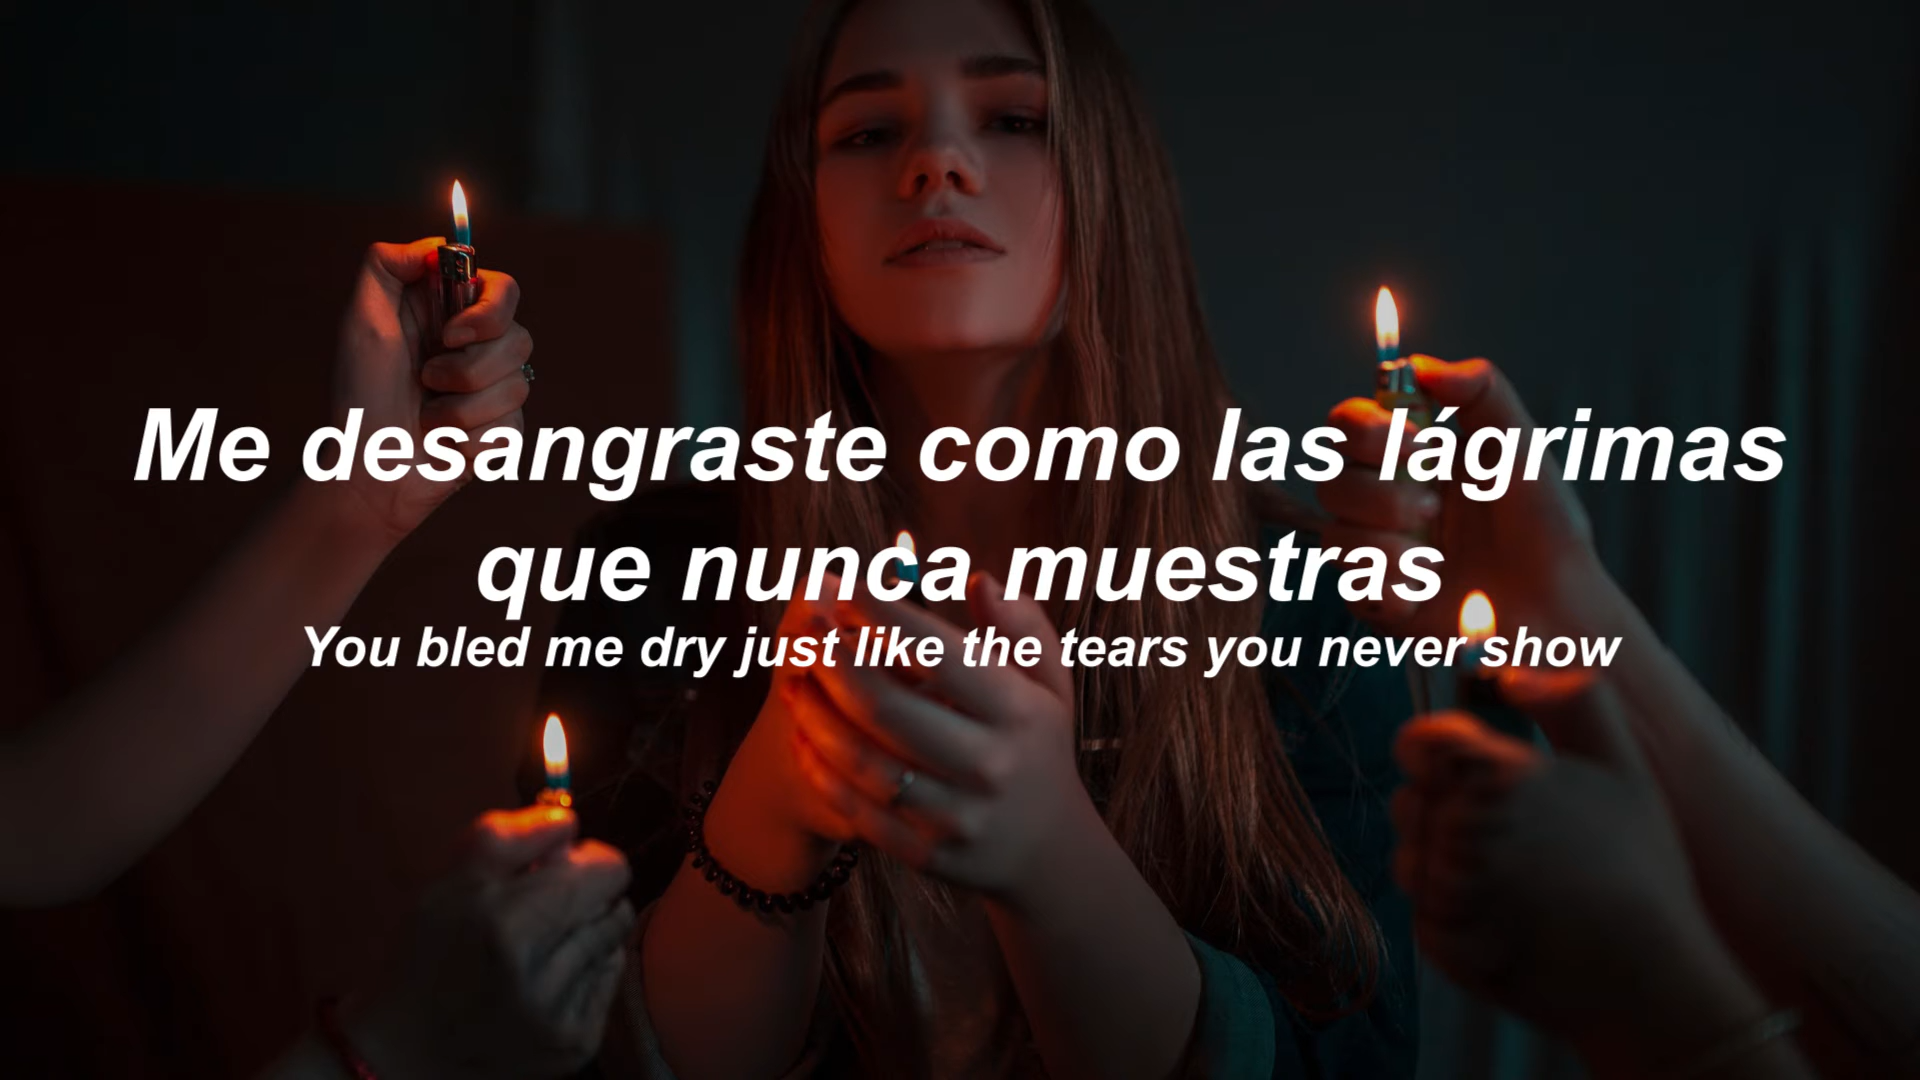 Me desangraste como las lágrimas
que nunca muestras
You bled me dry just like the tears you never show